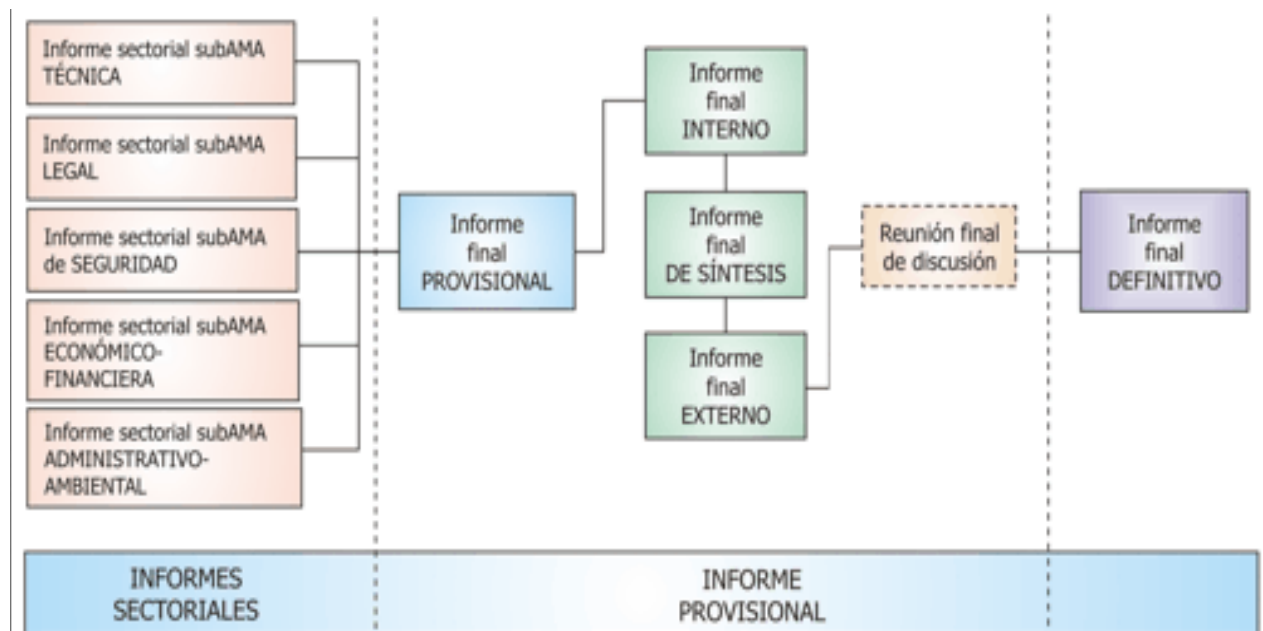 Informe sectorial subAMA
TÉCNICA
Informe sectorial subAMA
LEGAL
Informe sectorial subAMA
de SEGURIDAD
Informe sectorial subAMA
ECONÓMICO-
FINANCIERA
Informe sectorial subAMA
ADMINISTRATIVO-
AMBIENTAL
Informe
final
PROVISIONAL
Informe
final
INTERNO
Informe
final
DE SÍNTESIS
Informe
final
EXTERNO
Reunión final
de discusión
Informe
final
DEFINITIVO
INFORMES
SECTORIALES
INFORME
PROVISIONAL